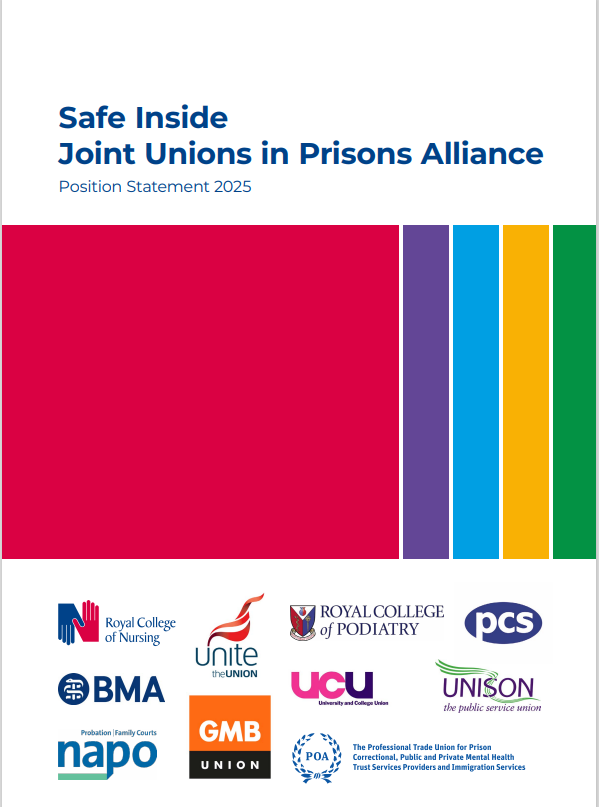 Safe Inside
Joint Unions in Prisons Alliance
Position Statement 2025
Royal College
of Nursing
unite
the UNION
ROYAL COLLEGE
of PODIATRY
pcs
BMA
UCU
University and College Union
UNISON
the public service union
Probation | Family Courts
napo
GMB
UNION
POA
The Professional Trade Union for Prison
Correctional, Public and Private Mental Health
Trust Services Providers and Immigration Services